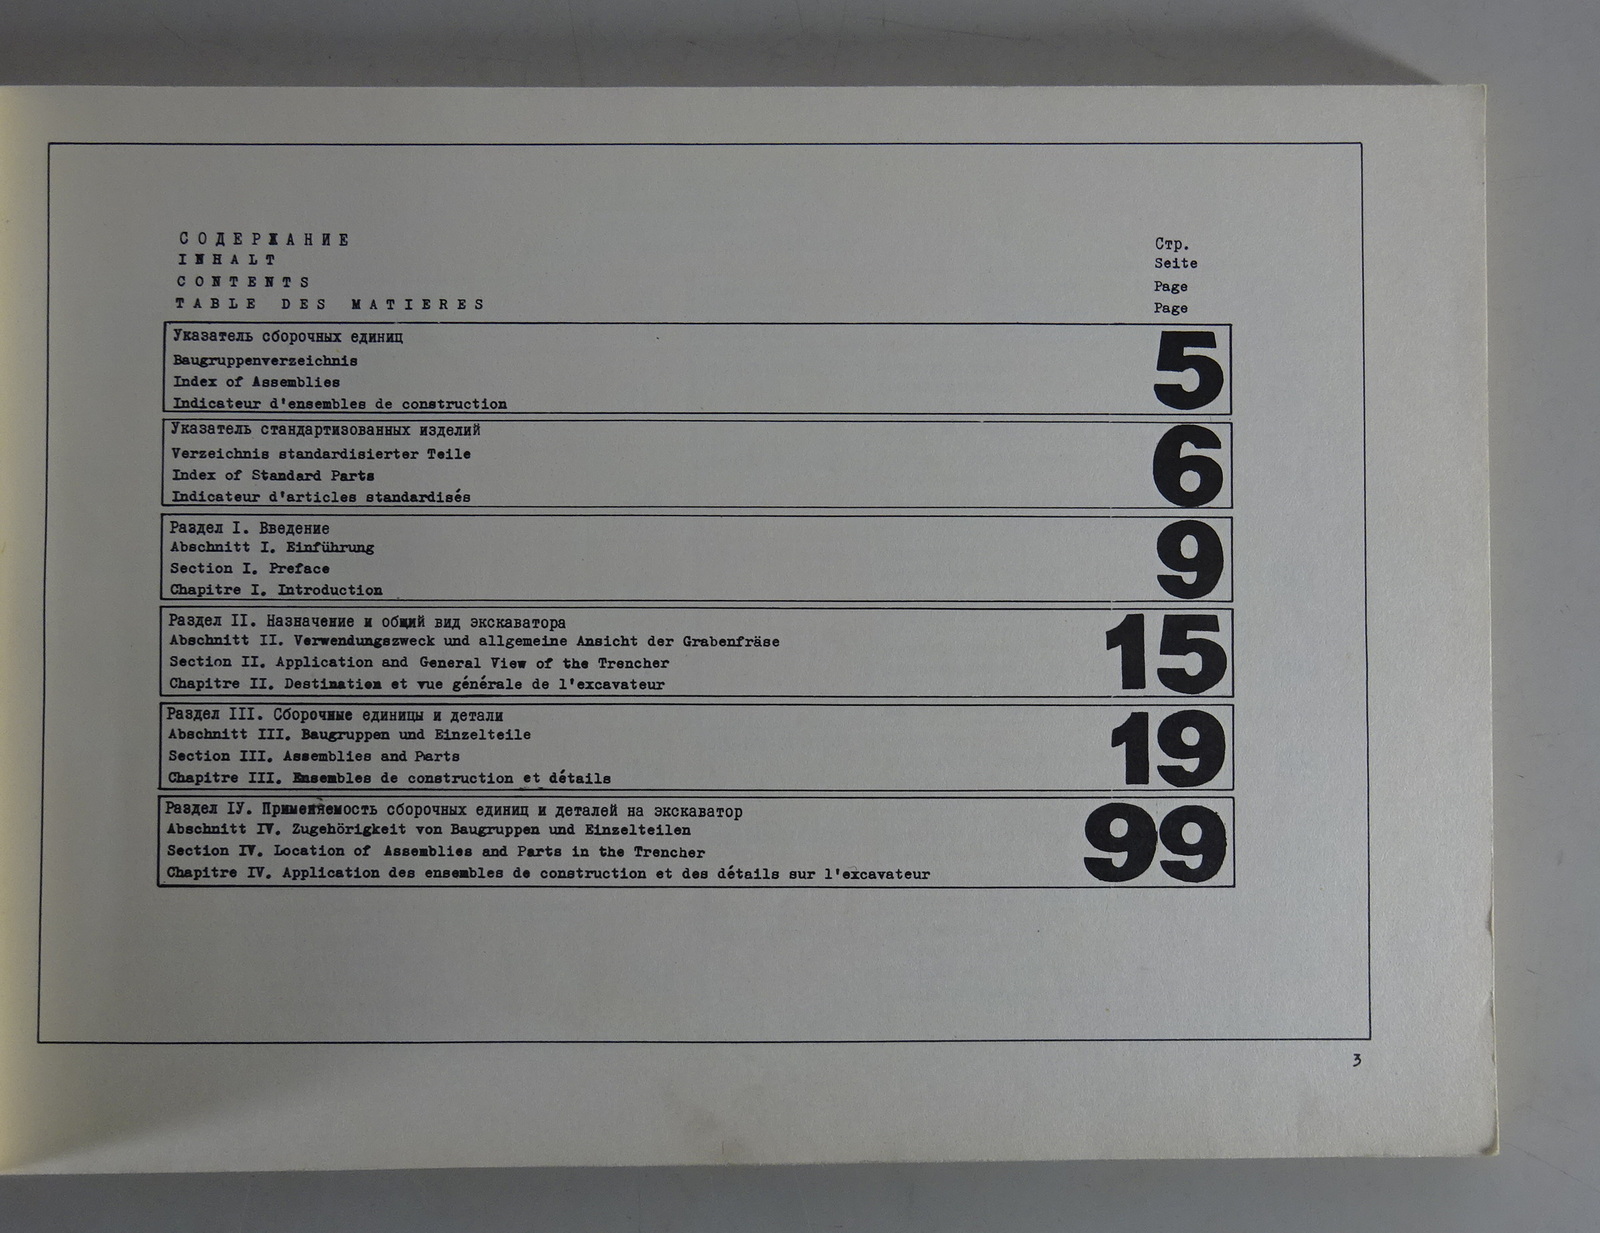 СОДЕРЖАНИЕ Стр.
INHALT Seite
CONTENTS Page
TABLE DES MATIERES Page
Указатель сборочных единиц
Baugruppenverzeichnis
Index of Assemblies
Indicateur d'ensembles de construction
5
Указатель стандартизованных изделий
Verzeichnis standardisierter Teile
Index of Standard Parts
Indicateur d'articles standardisés
6
Раздел I. Введение
Abschnitt I. Einführung
Section I. Preface
Chapitre I. Introduction
9
Раздел II. Назначение и общий вид экскаватора
Abschnitt II. Verwendungszweck und allgemeine Ansicht der Grabenfräse
Section II. Application and General View of the Trencher
Chapitre II. Destination et vue générale de l'excavateur
15
Раздел III. Сборочные единицы и детали
Abschnitt III. Baugruppen und Einzelteile
Section III. Assemblies and Parts
Chapitre III. Ensembles de construction et détails
19
Раздел IУ. Применяемость сборочных единиц и деталей на экскаватор
Abschnitt IV. Zugehörigkeit von Baugruppen und Einzelteilen
Section IV. Location of Assemblies and Parts in the Trencher
Chapitre IV. Application des ensembles de construction et des détails sur l'excavateur
99
3